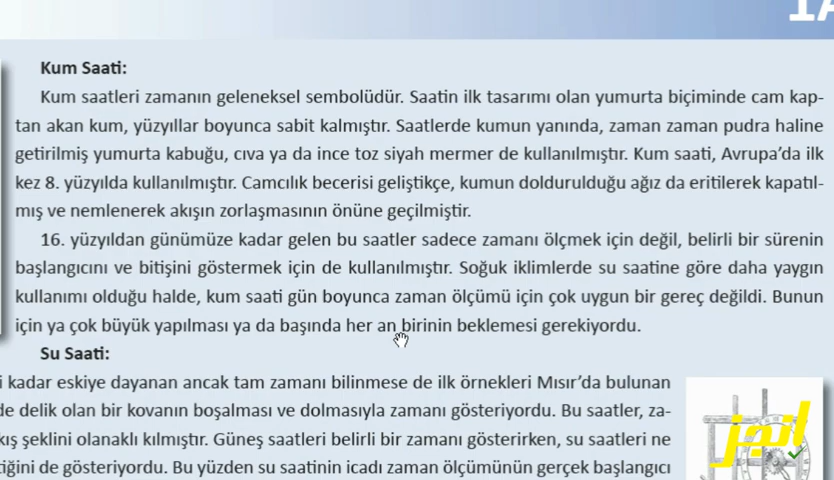 1A
Kum Saati:
Kum saatleri zamanın geleneksel sembolüdür. Saatin ilk tasarımı olan yumurta biçiminde cam kap-
tan akan kum, yüzyıllar boyunca sabit kalmıştır. Saatlerde kumun yanında, zaman zaman pudra haline
getirilmiş yumurta kabuğu, cıva ya da ince toz siyah mermer de kullanılmıştır. Kum saati, Avrupa’da ilk
kez 8. yüzyılda kullanılmıştır. Camcılık becerisi geliştikçe, kumun doldurulduğu ağız da eritilerek kapatıl-
mış ve nemlenerek akışın zorlaşmasının önüne geçilmiştir.
16. yüzyıldan günümüze kadar gelen bu saatler sadece zamanı ölçmek için değil, belirli bir sürenin
başlangıcını ve bitişini göstermek için de kullanılmıştır. Soğuk iklimlerde su saatine göre daha yaygın
kullanımı olduğu halde, kum saati gün boyunca zaman ölçümü için çok uygun bir gereç değildi. Bunun
için ya çok büyük yapılması ya da başında her an birinin beklemesi gerekiyordu.
Su Saati:
i kadar eskiye dayanan ancak tam zamanı bilinmese de ilk örnekleri Mısır’da bulunan
de delik olan bir kovanın boşalması ve dolmasıyla zamanı gösteriyordu. Bu saatler, za-
kış şeklini olanaklı kılmıştır. Güneş saatleri belirli bir zamanı gösterirken, su saatleri ne
tiğini de gösteriyordu. Bu yüzden su saatinin icadı zaman ölçümünün gerçek başlangıcı